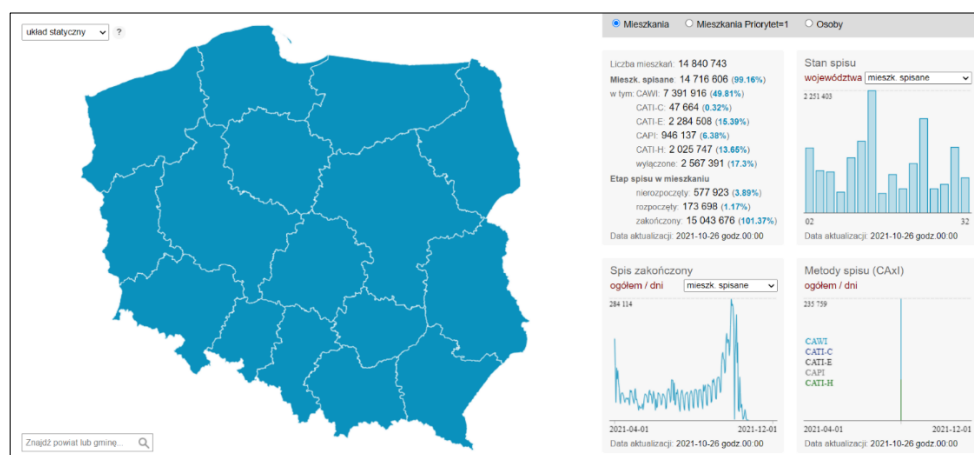 układ statyczny
?
Znajdź powiat lub gminę...
Mieszkania
Mieszkania Priorytet=1
Osoby
Liczba mieszkań: 14 840 743
Mieszk. spisane: 14 716 606 (99.16%)
w tym: CAWI: 7 391 916 (49.81%)
CATI-C: 47 664 (0.32%)
CATI-E: 2 284 508 (15.39%)
CAPI: 946 137 (6.38%)
CATI-H: 2 025 747 (13.65%)
wyłączone: 2 567 391 (17.3%)
Etap spisu w mieszkaniu
nierozpoczęty: 577 923 (3.89%)
rozpoczęty: 173 698 (1.17%)
zakończony: 15 043 676 (101.37%)
Data aktualizacji: 2021-10-26 godz.00:00
Stan spisu
województwa mieszk. spisane
2 251 403
02 32
Data aktualizacji: 2021-10-26 godz.00:00
Spis zakończony
ogółem / dni mieszk. spisane
284 114
2021-04-01 2021-12-01
Data aktualizacji: 2021-10-26 godz.00:00
Metody spisu (CAxI)
ogółem / dni
235 759
CAWI
CATI-C
CATI-E
CAPI
CATI-H
2021-04-01 2021-12-01
Data aktualizacji: 2021-10-26 godz.00:00